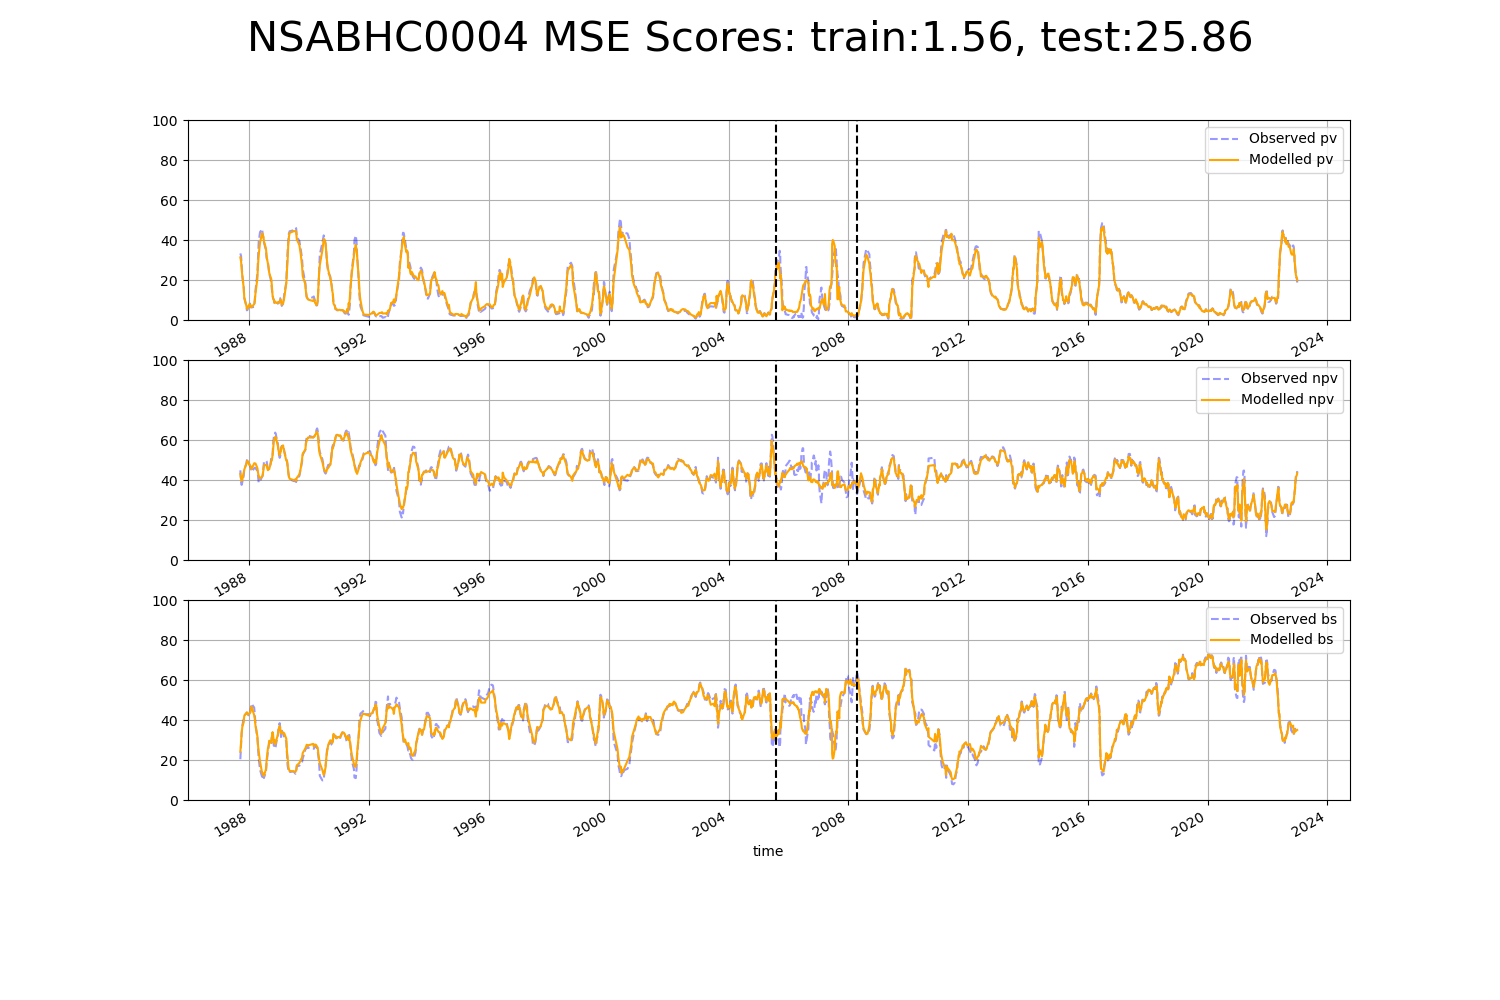 NSABHC0004 MSE Scores: train:1.56, test:25.86
100
80
60
40
20
0
Observed pv
Modelled pv
1988 1992 1996 2000 2004 2008 2012 2016 2020 2024
100
80
60
40
20
0
Observed npv
Modelled npv
1988 1992 1996 2000 2004 2008 2012 2016 2020 2024
100
80
60
40
20
0
Observed bs
Modelled bs
1988 1992 1996 2000 2004 2008 2012 2016 2020 2024
time